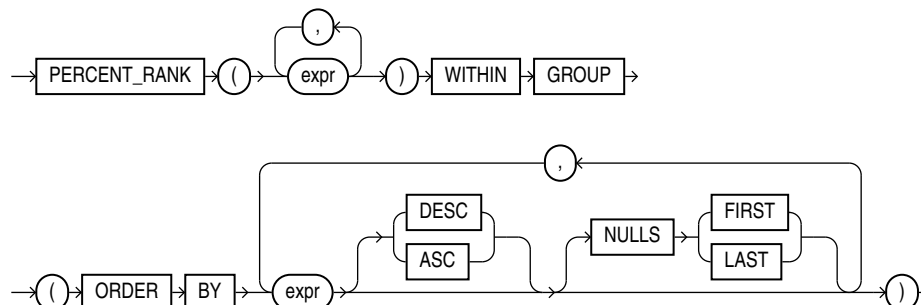 ,
PERCENT_RANK ( expr ) WITHIN GROUP
,
DESC FIRST
NULLS
ASC LAST
( ORDER BY expr )